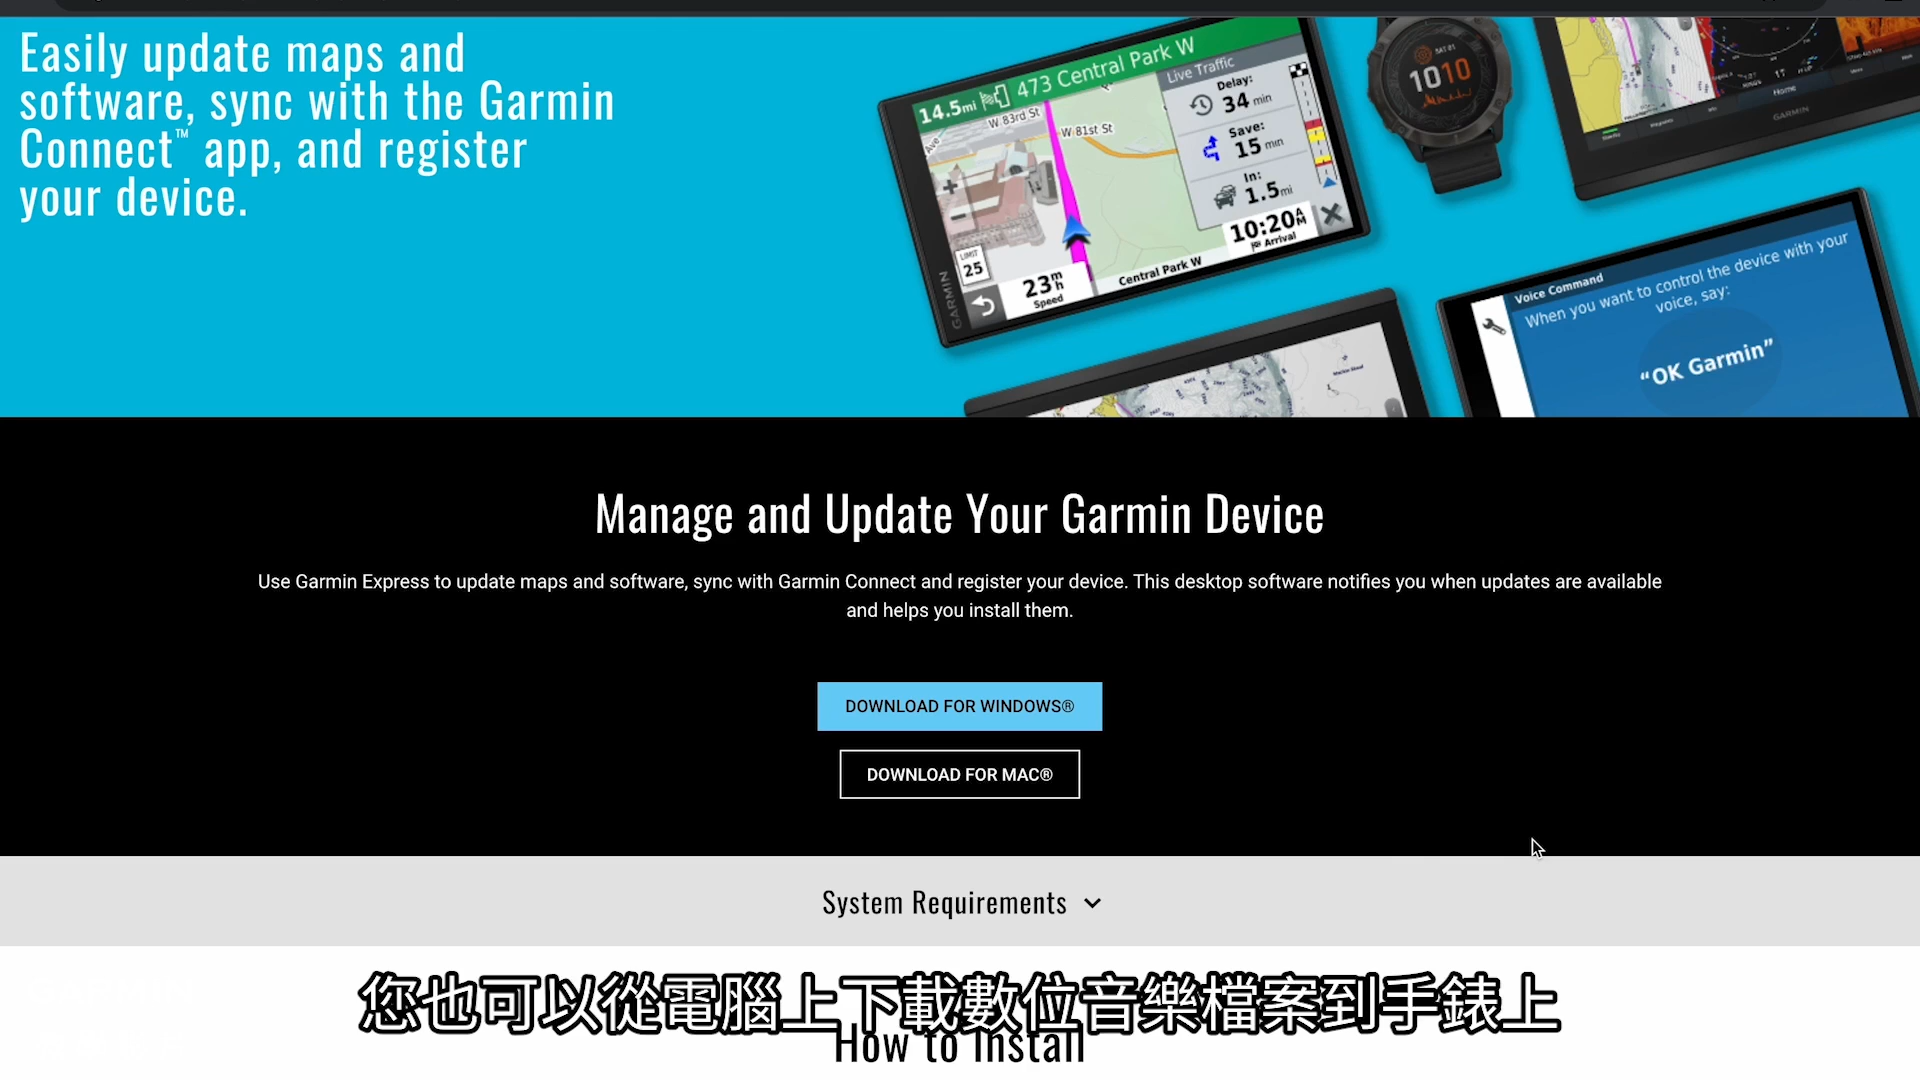 Easily update maps and
software, sync with the Garmin
Connect™ app, and register
your device.
14.5mi
473 Central Park W
Live Traffic
Delay:
34 min
Save:
15 min
In:
1.5mi
W 83rd St
W 81st St
Ave
LIMIT
25
23 m/h
Speed
Central Park W
10:20AM
Arrival
GARMIN
1010
Home
GARMIN
Voice Command
When you want to control the device with your
voice, say:
“OK Garmin”
Manage and Update Your Garmin Device
Use Garmin Express to update maps and software, sync with Garmin Connect and register your device. This desktop software notifies you when updates are available
and helps you install them.
DOWNLOAD FOR WINDOWS®
DOWNLOAD FOR MAC®
System Requirements
您也可以從電腦上下載數位音樂檔案到手錶上
How to Install